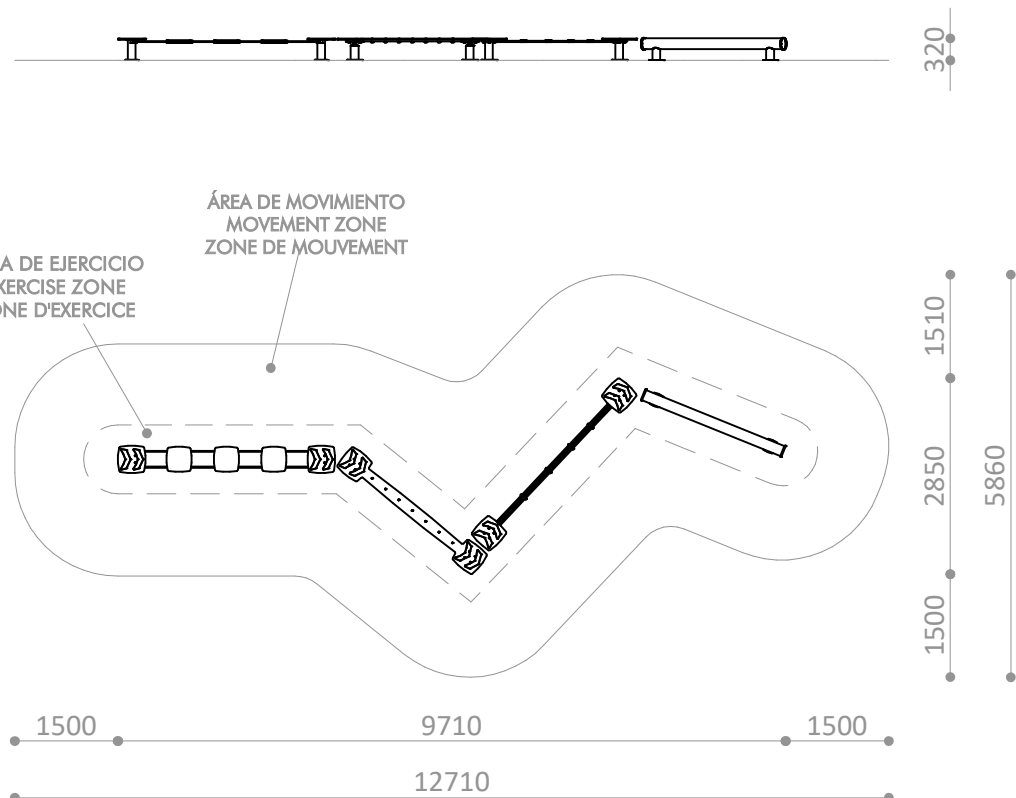 320
ÁREA DE MOVIMIENTO
MOVEMENT ZONE
ZONE DE MOUVEMENT
A DE EJERCICIO
XERCISE ZONE
ONE D'EXERCICE
1510
2850
5860
1500
1500
9710
1500
12710